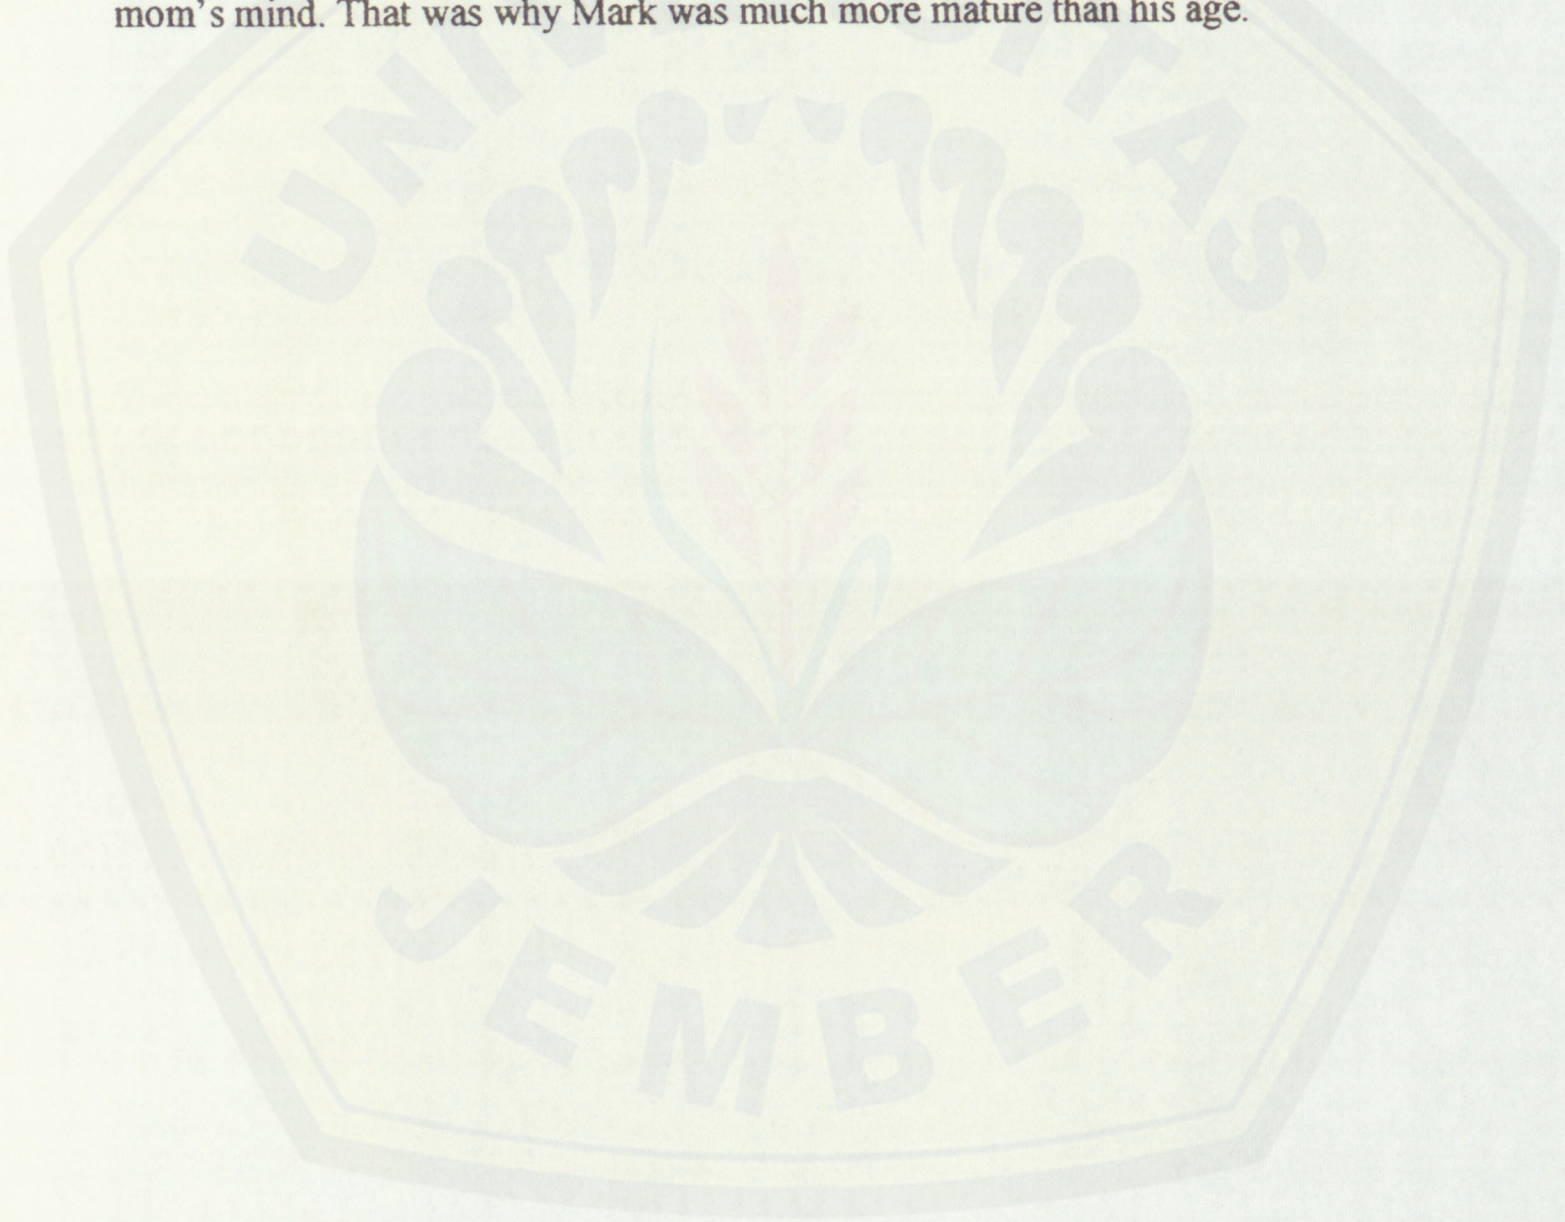 mom's mind. That was why Mark was much more mature than his age.
UNIVERSITAS
JEMBER